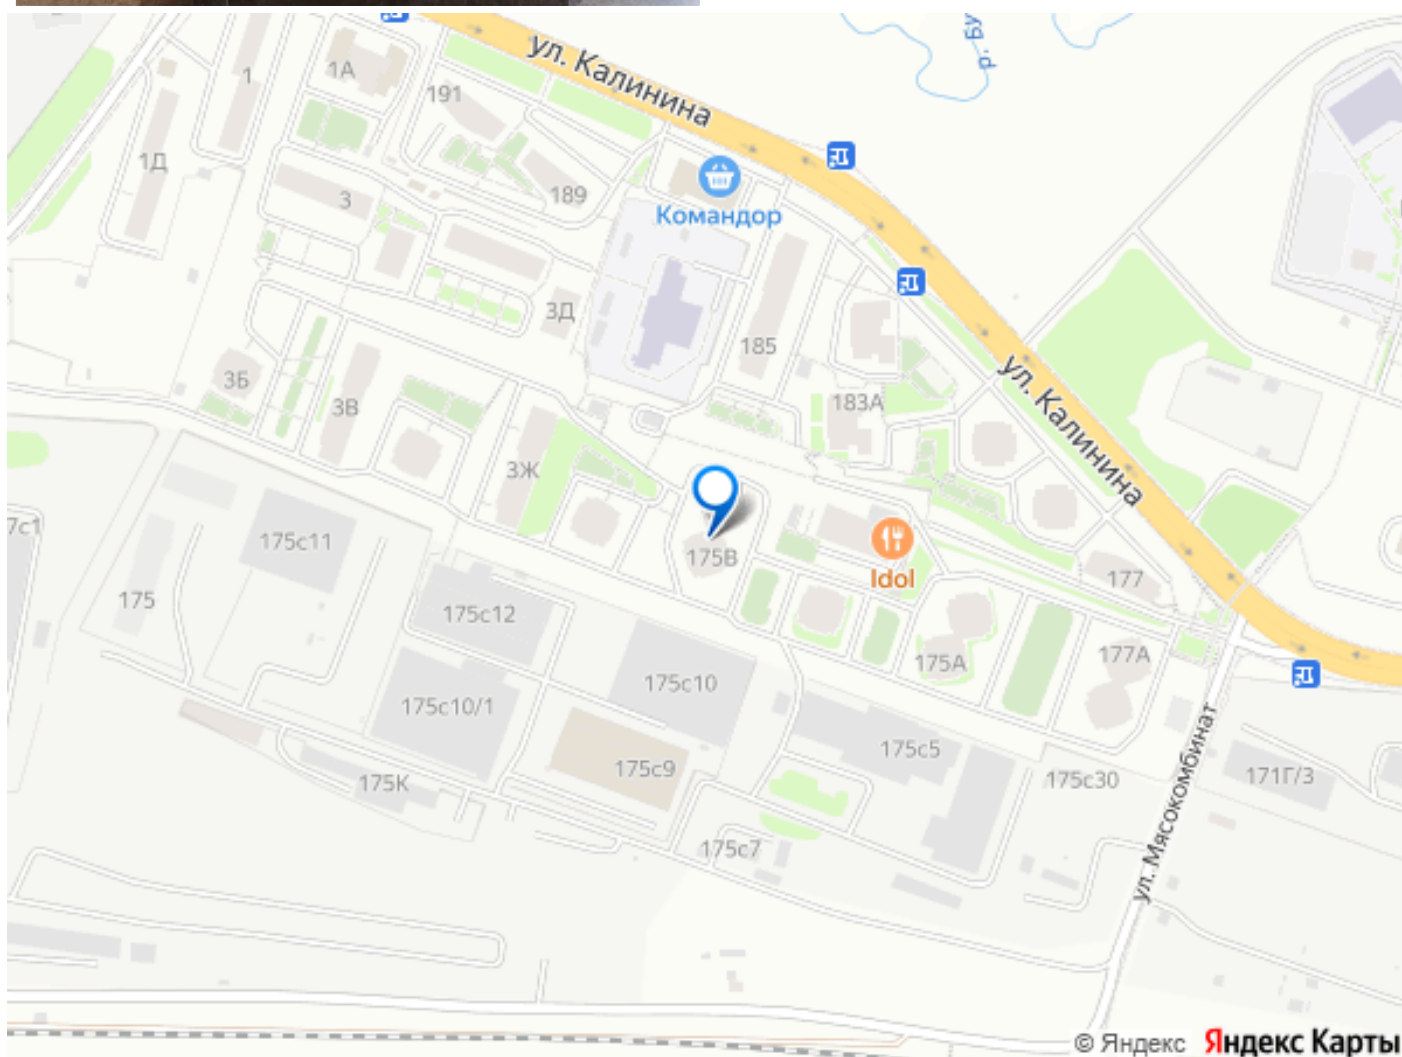 ул. Калинина
р. Бу
1А
1
191
1Д
189
3
Командор
3Д
185
3Б
3В
183А
ул. Калинина
3Ж
7с1
175с11
175В
Idol
177
175
175с12
175А
177А
175с10
175с10/1
175с5
175с9
175К
175с30
171Г/3
ул. Мясокомбинат
175с7
© Яндекс Яндекс Карты